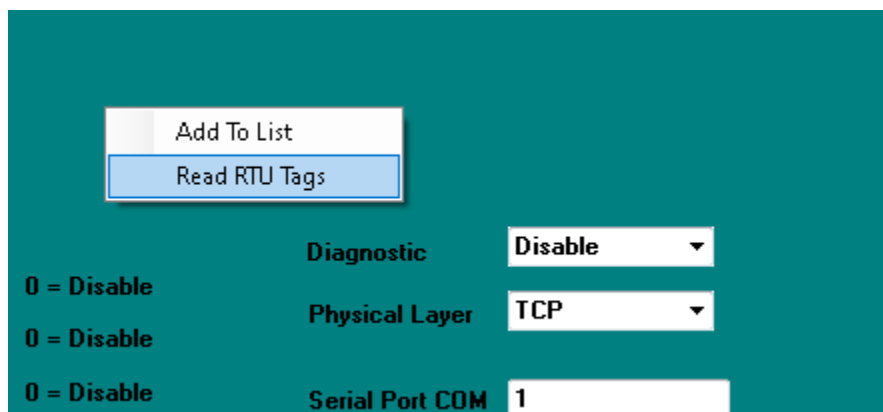 Add To List
Read RTU Tags
Diagnostic Disable
0 = Disable
Physical Layer TCP
0 = Disable
0 = Disable
Serial Port COM 1